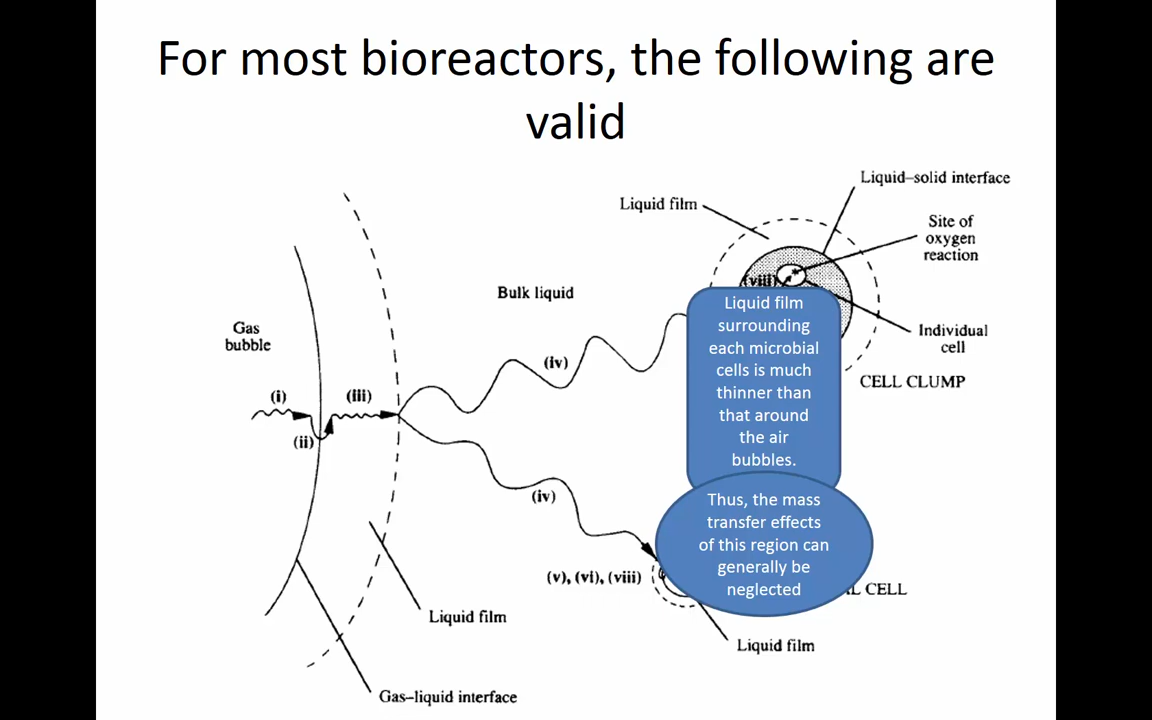 For most bioreactors, the following are
valid
Liquid–solid interface
Liquid film
Site of
oxygen
reaction
(viii)
Bulk liquid
Gas
bubble
Individual
cell
CELL CLUMP
Liquid film
surrounding
each microbial
cells is much
thinner than
that around
the air
bubbles.
(i)
(ii)
(iii)
(iv)
(iv)
Thus, the mass
transfer effects
of this region can
generally be
neglected
(v), (vi), (viii)
CELL
Liquid film
Liquid film
Gas–liquid interface